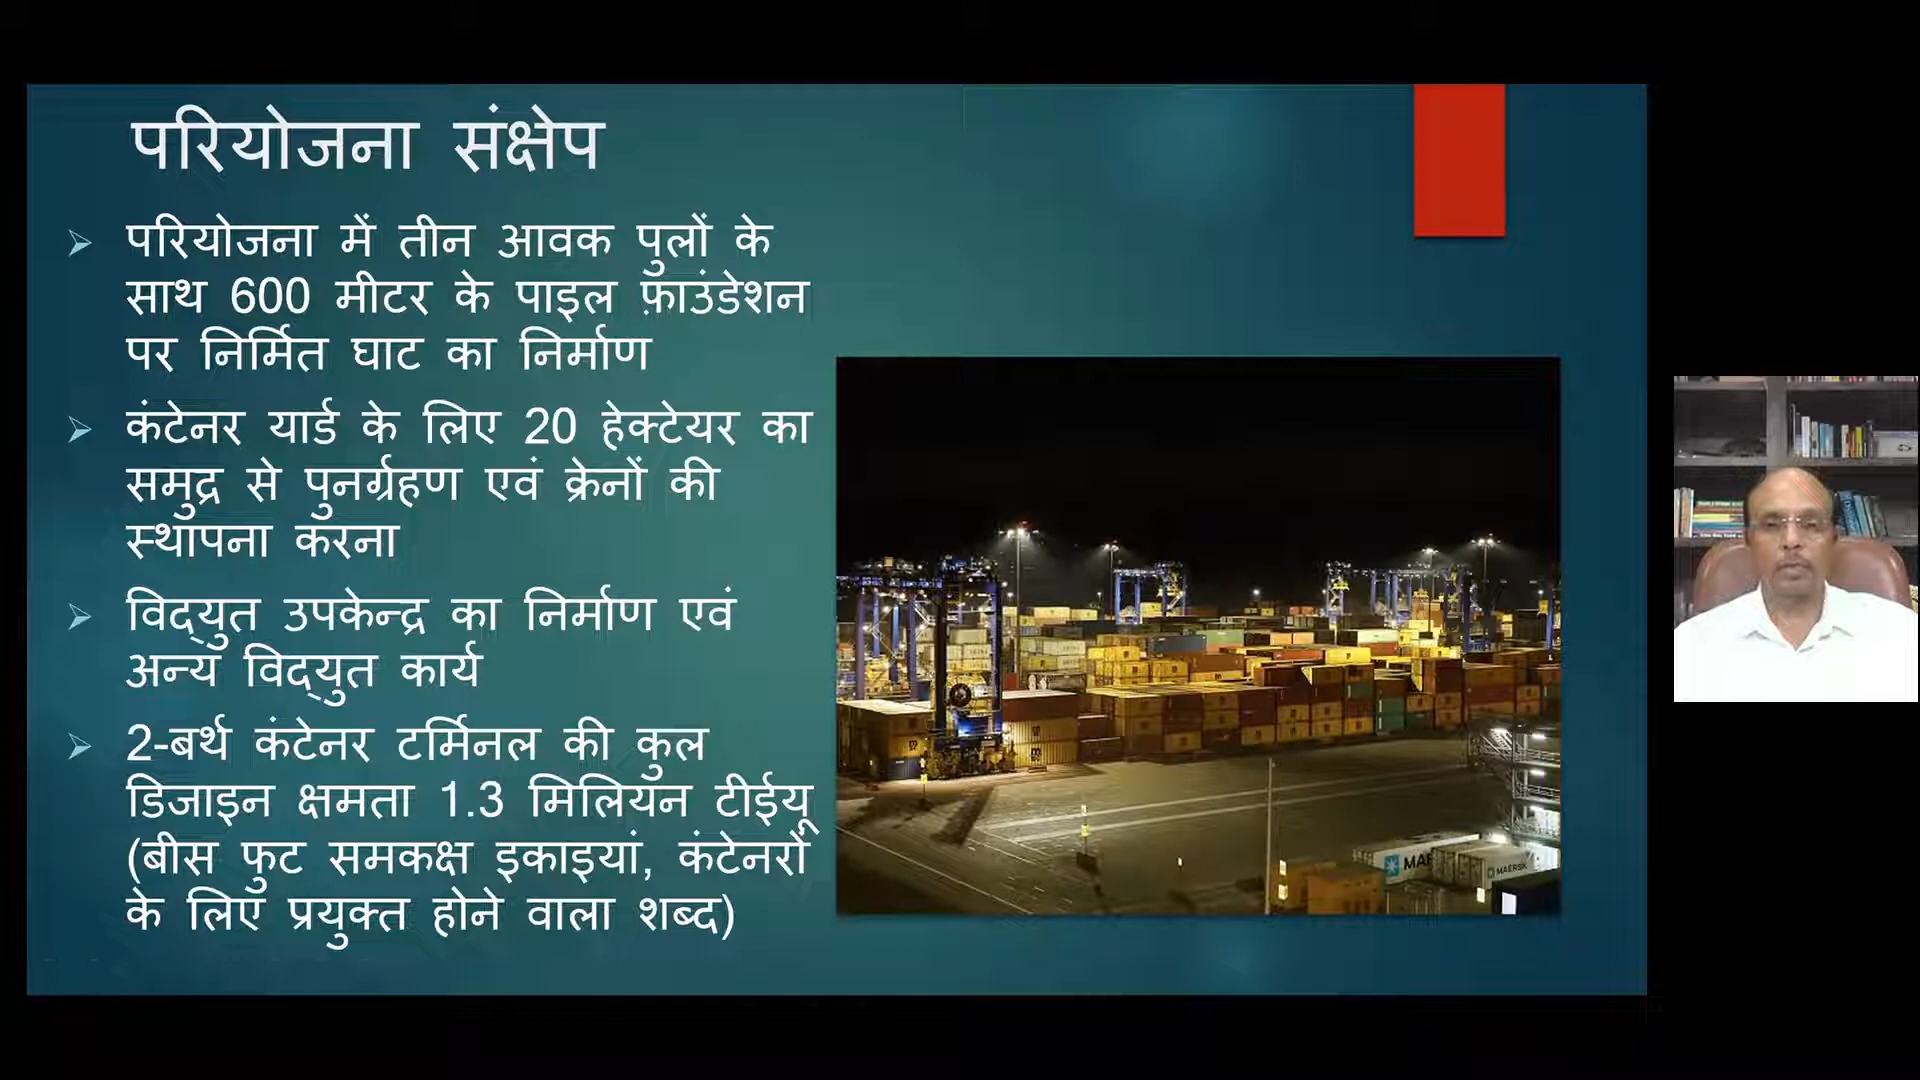 परियोजना संक्षेप
परियोजना में तीन आवक पुलों के
साथ 600 मीटर के पाइल फ़ाउंडेशन
पर निर्मित घाट का निर्माण
कंटेनर यार्ड के लिए 20 हेक्टेयर का
समुद्र से पुनर्ग्रहण एवं क्रेनों की
स्थापना करना
विद्युत उपकेन्द्र का निर्माण एवं
अन्य विद्युत कार्य
2-बर्थ कंटेनर टर्मिनल की कुल
डिजाइन क्षमता 1.3 मिलियन टीईयू
(बीस फुट समकक्ष इकाइयां, कंटेनरों
के लिए प्रयुक्त होने वाला शब्द)
MAERSK